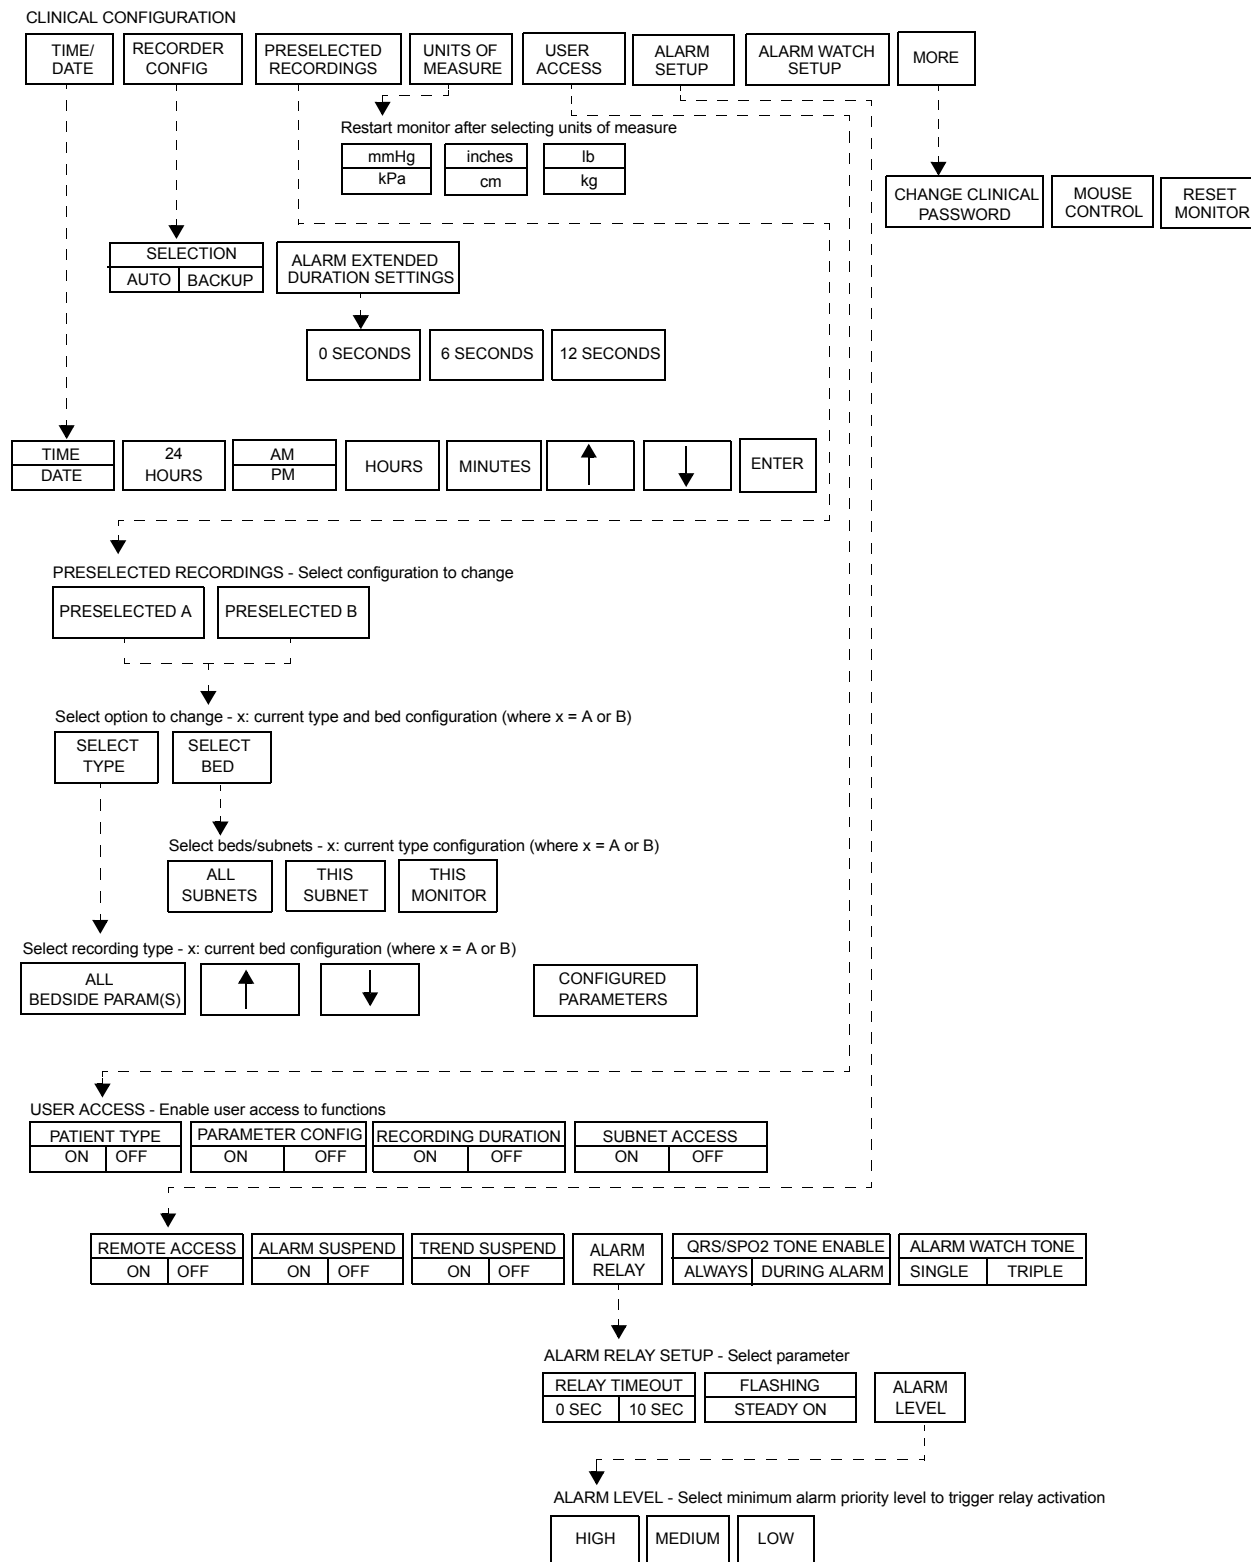 CLINICAL CONFIGURATION
TIME/
DATE
RECORDER
CONFIG
PRESELECTED
RECORDINGS
UNITS OF
MEASURE
USER
ACCESS
ALARM
SETUP
ALARM WATCH
SETUP
MORE
Restart monitor after selecting units of measure
mmHg
kPa
inches
cm
lb
kg
CHANGE CLINICAL
PASSWORD
MOUSE
CONTROL
RESET
MONITOR
SELECTION
AUTO
BACKUP
ALARM EXTENDED
DURATION SETTINGS
0 SECONDS
6 SECONDS
12 SECONDS
TIME
DATE
24
HOURS
AM
PM
HOURS
MINUTES
ENTER
PRESELECTED RECORDINGS - Select configuration to change
PRESELECTED A
PRESELECTED B
Select option to change - x: current type and bed configuration (where x = A or B)
SELECT
TYPE
SELECT
BED
Select beds/subnets - x: current type configuration (where x = A or B)
ALL
SUBNETS
THIS
SUBNET
THIS
MONITOR
Select recording type - x: current bed configuration (where x = A or B)
ALL
BEDSIDE PARAM(S)
CONFIGURED
PARAMETERS
USER ACCESS - Enable user access to functions
PATIENT TYPE
ON
OFF
PARAMETER CONFIG
ON
OFF
RECORDING DURATION
ON
OFF
SUBNET ACCESS
ON
OFF
REMOTE ACCESS
ON
OFF
ALARM SUSPEND
ON
OFF
TREND SUSPEND
ON
OFF
ALARM
RELAY
QRS/SPO2 TONE ENABLE
ALWAYS
DURING ALARM
ALARM WATCH TONE
SINGLE
TRIPLE
ALARM RELAY SETUP - Select parameter
RELAY TIMEOUT
0 SEC
10 SEC
FLASHING
STEADY ON
ALARM
LEVEL
ALARM LEVEL - Select minimum alarm priority level to trigger relay activation
HIGH
MEDIUM
LOW